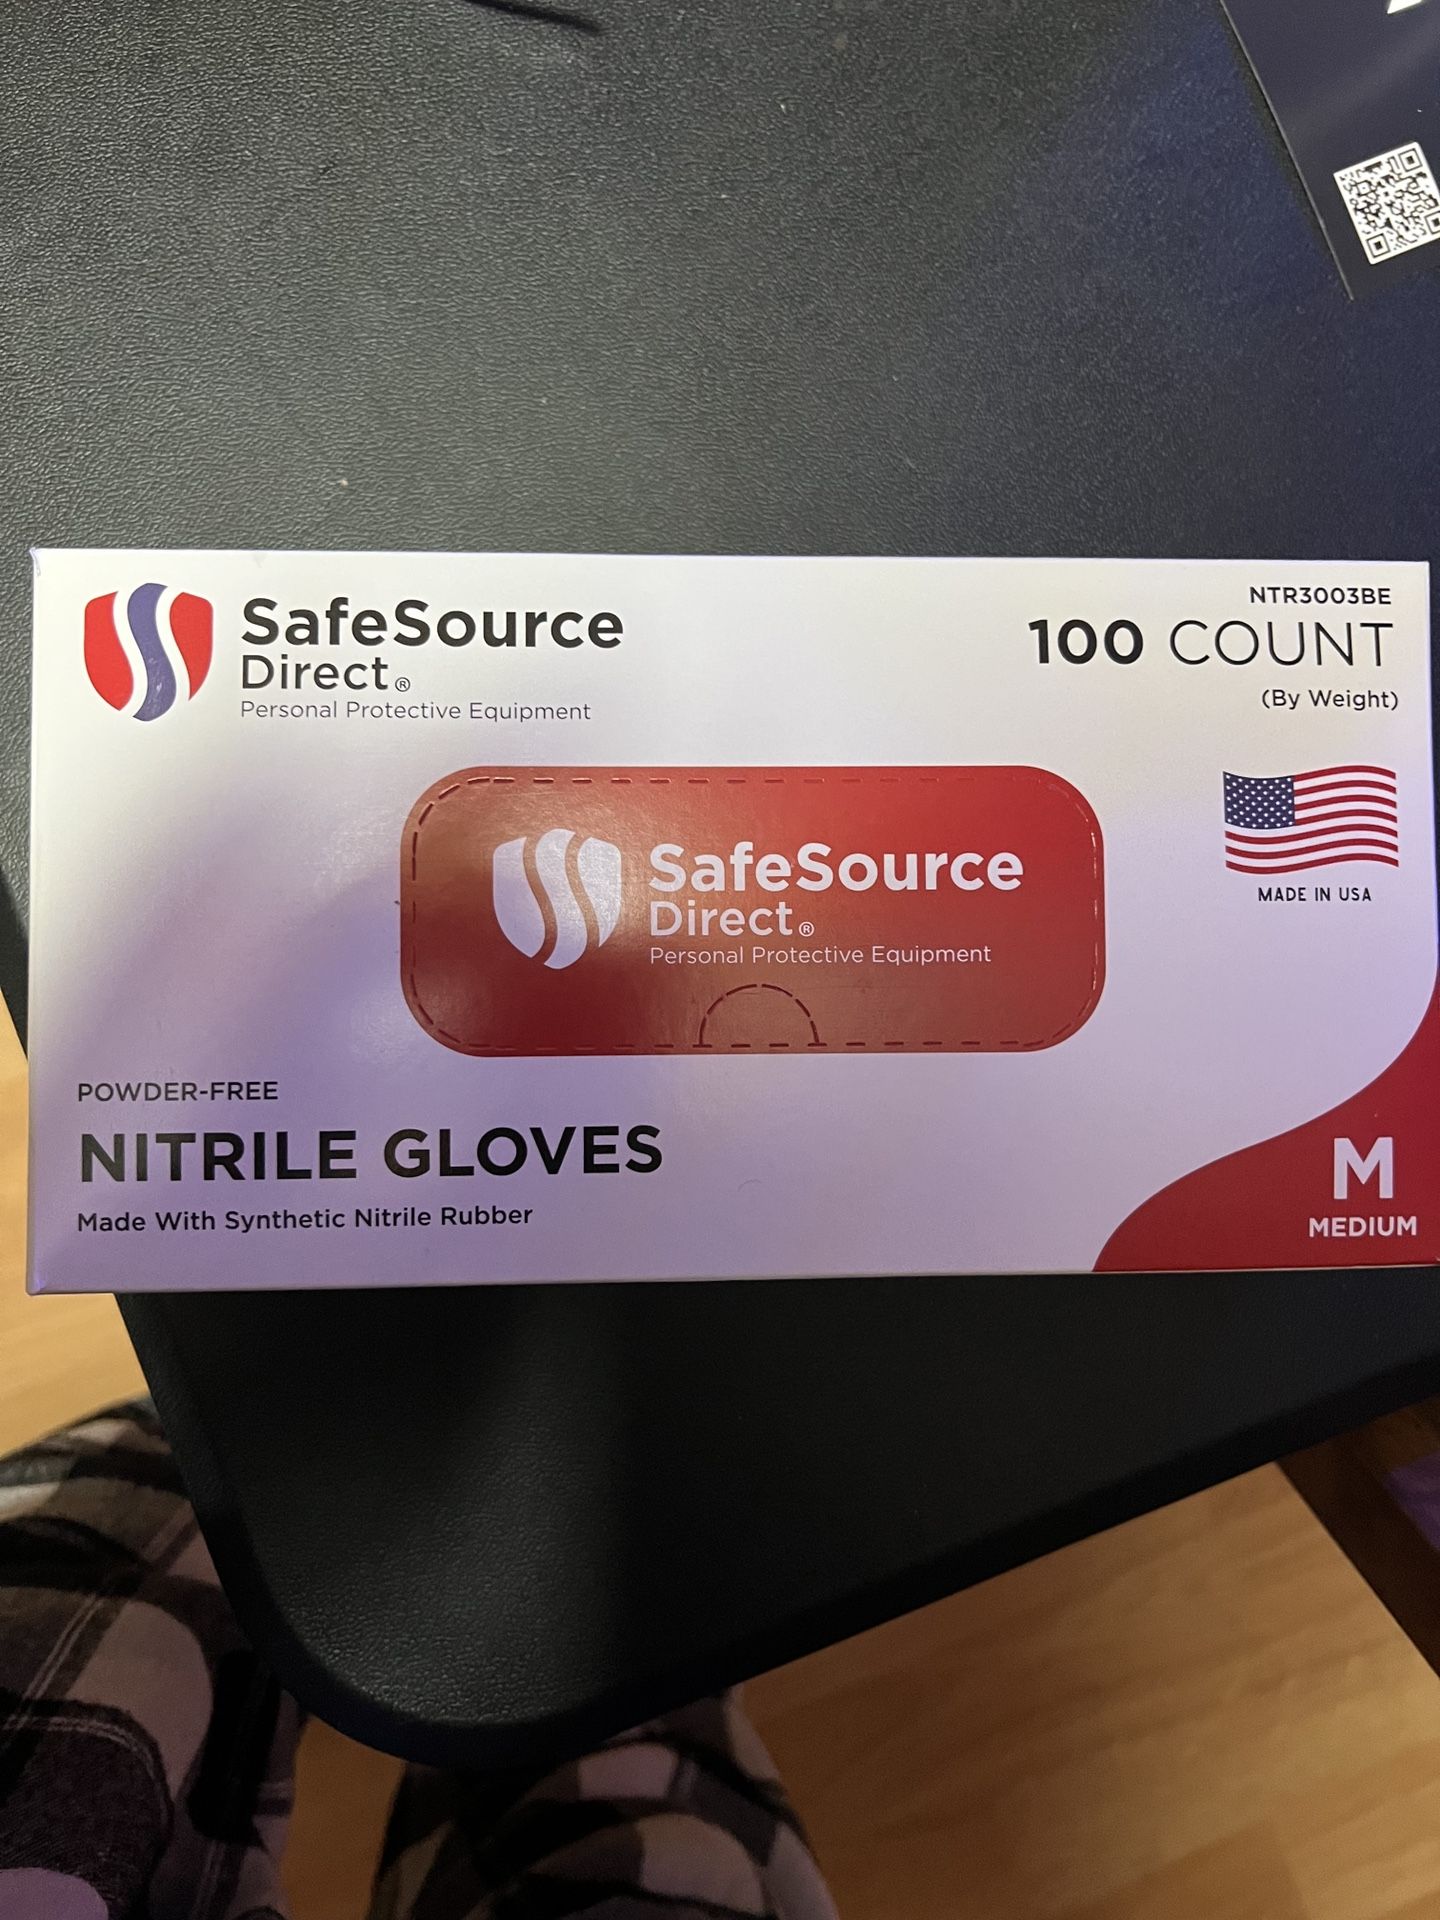 SafeSource
Direct®
Personal Protective Equipment
NTR3003BE
100 COUNT
(By Weight)
SafeSource
Direct®
Personal Protective Equipment
MADE IN USA
POWDER-FREE
NITRILE GLOVES
Made With Synthetic Nitrile Rubber
M
MEDIUM